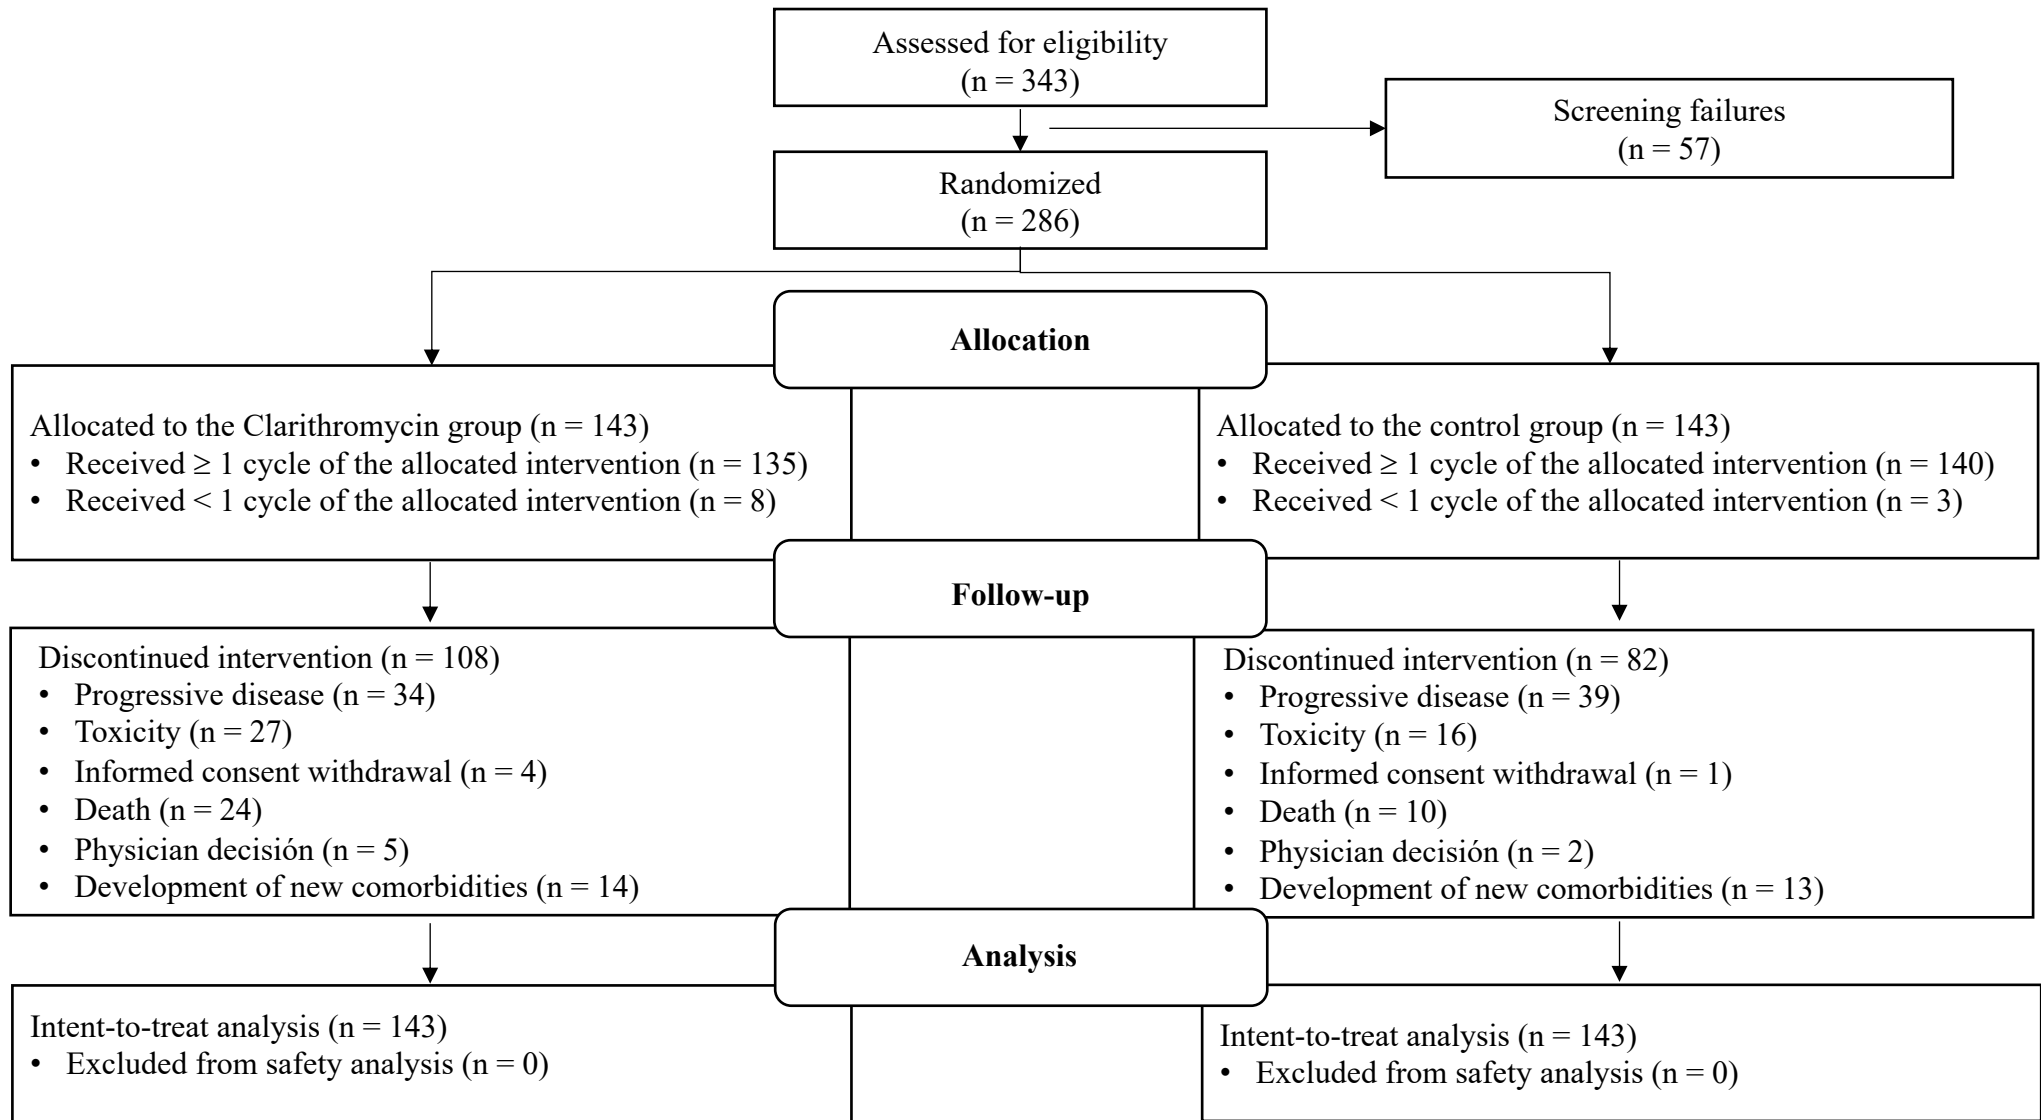 Assessed for eligibility
(n = 343)
Screening failures
(n = 57)
Randomized
(n = 286)
Allocation
Allocated to the Clarithromycin group (n = 143)
• Received ≥ 1 cycle of the allocated intervention (n = 135)
• Received < 1 cycle of the allocated intervention (n = 8)
Allocated to the control group (n = 143)
• Received ≥ 1 cycle of the allocated intervention (n = 140)
• Received < 1 cycle of the allocated intervention (n = 3)
Follow-up
Discontinued intervention (n = 108)
• Progressive disease (n = 34)
• Toxicity (n = 27)
• Informed consent withdrawal (n = 4)
• Death (n = 24)
• Physician decisión (n = 5)
• Development of new comorbidities (n = 14)
Discontinued intervention (n = 82)
• Progressive disease (n = 39)
• Toxicity (n = 16)
• Informed consent withdrawal (n = 1)
• Death (n = 10)
• Physician decisión (n = 2)
• Development of new comorbidities (n = 13)
Analysis
Intent-to-treat analysis (n = 143)
• Excluded from safety analysis (n = 0)
Intent-to-treat analysis (n = 143)
• Excluded from safety analysis (n = 0)